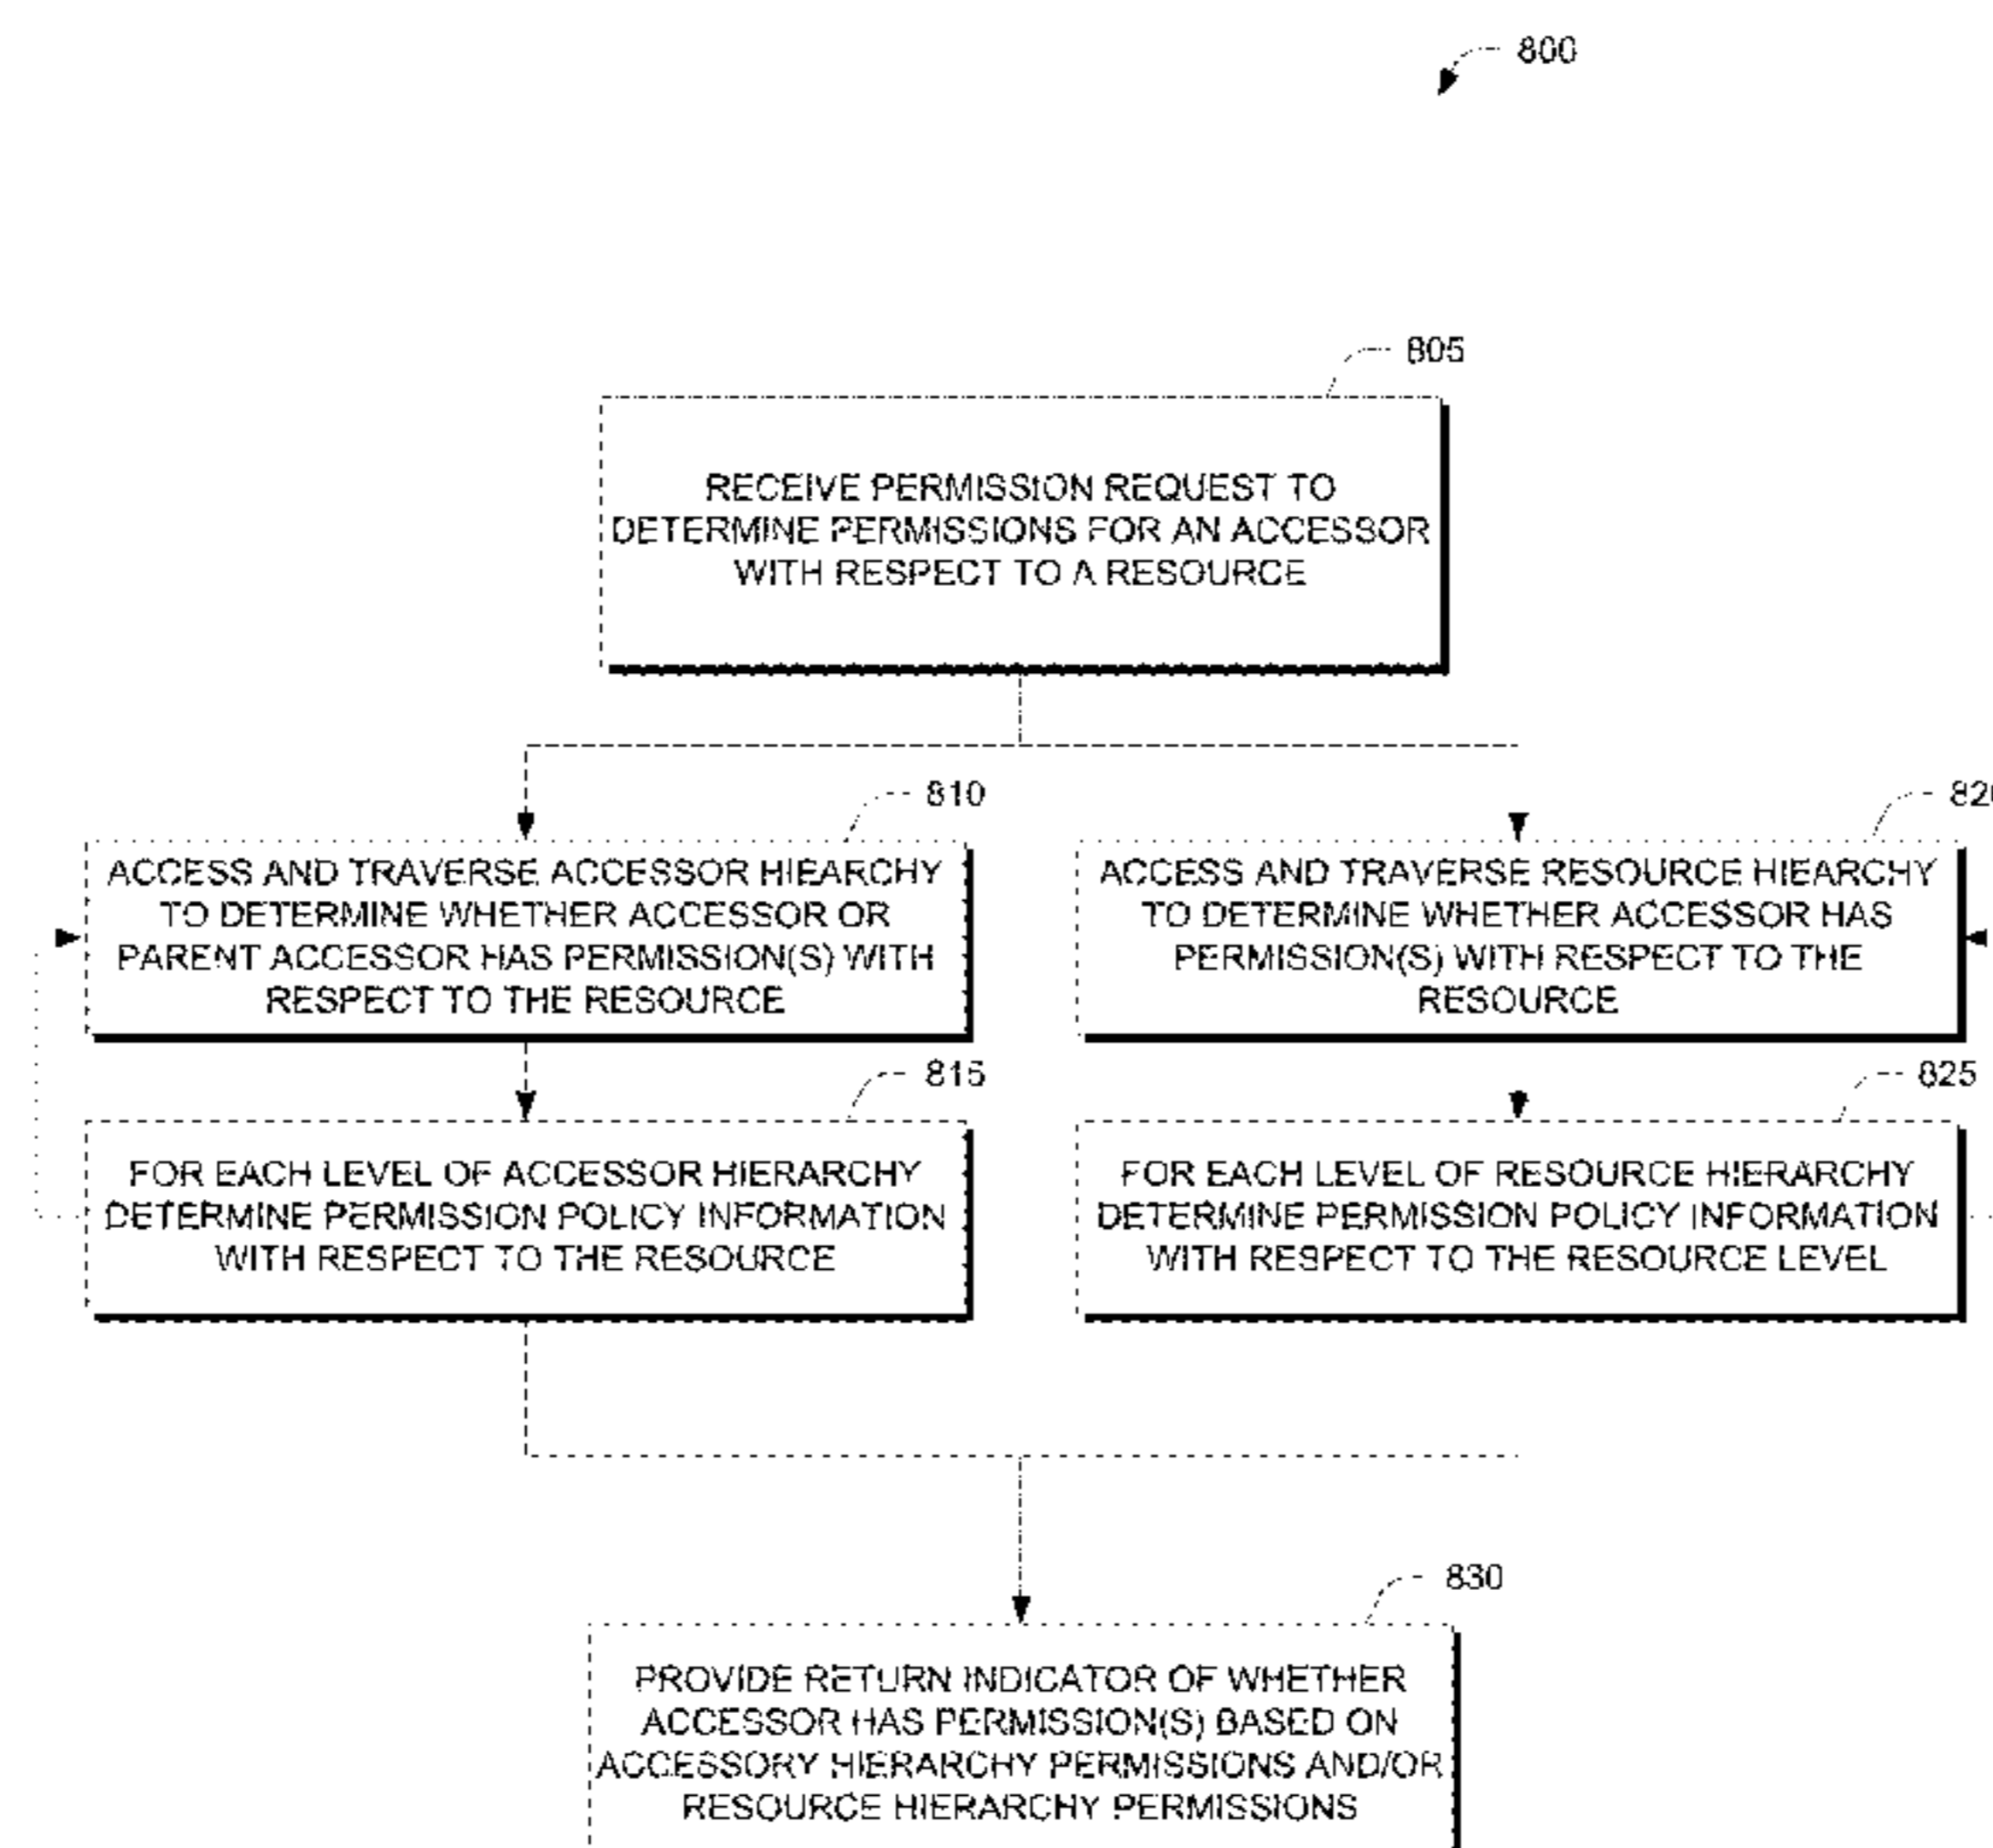 800
805
RECEIVE PERMISSION REQUEST TO
DETERMINE PERMISSIONS FOR AN ACCESSOR
WITH RESPECT TO A RESOURCE
810
ACCESS AND TRAVERSE ACCESSOR HIEARCHY
TO DETERMINE WHETHER ACCESSOR OR
PARENT ACCESSOR HAS PERMISSION(S) WITH
RESPECT TO THE RESOURCE
820
ACCESS AND TRAVERSE RESOURCE HIEARCHY
TO DETERMINE WHETHER ACCESSOR HAS
PERMISSION(S) WITH RESPECT TO THE
RESOURCE
815
FOR EACH LEVEL OF ACCESSOR HIERARCHY
DETERMINE PERMISSION POLICY INFORMATION
WITH RESPECT TO THE RESOURCE
825
FOR EACH LEVEL OF RESOURCE HIERARCHY
DETERMINE PERMISSION POLICY INFORMATION
WITH RESPECT TO THE RESOURCE LEVEL
830
PROVIDE RETURN INDICATOR OF WHETHER
ACCESSOR HAS PERMISSION(S) BASED ON
ACCESSORY HIERARCHY PERMISSIONS AND/OR
RESOURCE HIERARCHY PERMISSIONS